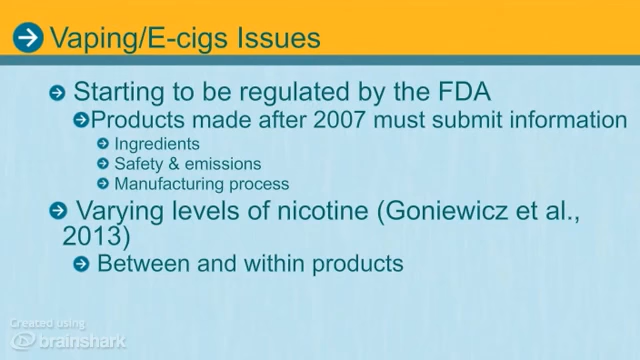 Vaping/E-cigs Issues
Starting to be regulated by the FDA
Products made after 2007 must submit information
Ingredients
Safety & emissions
Manufacturing process
Varying levels of nicotine (Goniewicz et al.,
2013)
Between and within products
Created using
brainshark